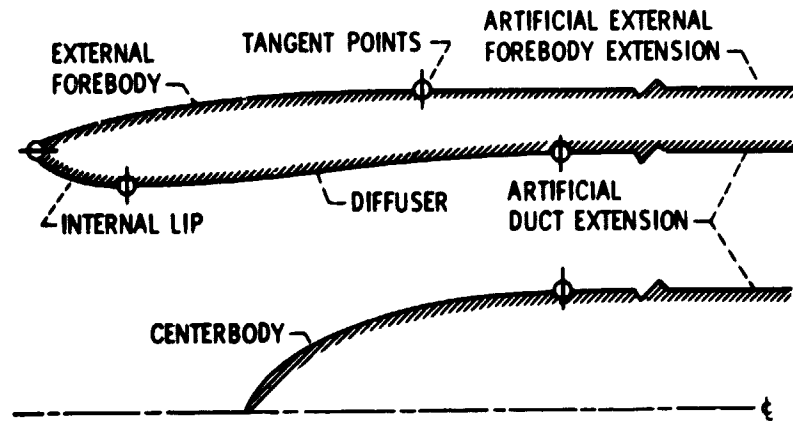 EXTERNAL
FOREBODY
TANGENT POINTS
ARTIFICIAL EXTERNAL
FOREBODY EXTENSION
INTERNAL LIP
DIFFUSER
ARTIFICIAL
DUCT EXTENSION
CENTERBODY
℄